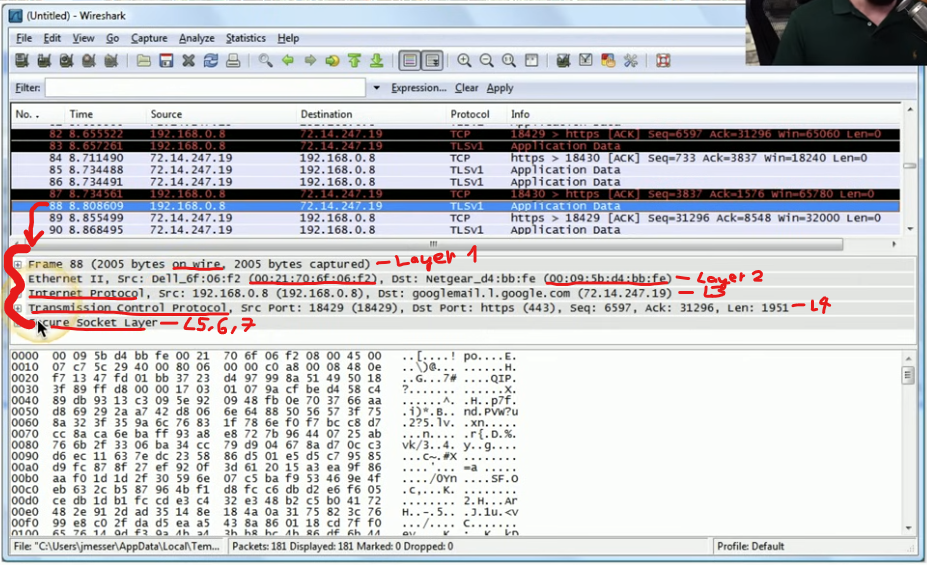 (Untitled) - Wireshark
File Edit View Go Capture Analyze Statistics Help
Filter: Expression... Clear Apply
No. . Time Source Destination Protocol Info
82 8.655522 192.168.0.8 72.14.247.19 TCP 18429 > https [ACK] Seq=6597 Ack=31296 Win=65060 Len=0
83 8.657261 192.168.0.8 72.14.247.19 TLSv1 Application Data
84 8.711490 72.14.247.19 192.168.0.8 TCP https > 18430 [ACK] Seq=733 Ack=3837 Win=18240 Len=0
85 8.734488 72.14.247.19 192.168.0.8 TLSv1 Application Data
86 8.734491 72.14.247.19 192.168.0.8 TLSv1 Application Data
87 8.734561 192.168.0.8 72.14.247.19 TCP 18430 > https [ACK] Seq=3837 Ack=1576 Win=65780 Len=0
88 8.808609 192.168.0.8 72.14.247.19 TLSv1 Application Data
89 8.855499 72.14.247.19 192.168.0.8 TCP https > 18429 [ACK] Seq=31296 Ack=8548 Win=32000 Len=0
90 8.868495 72.14.247.19 192.168.0.8 TLSv1 Application Data
Frame 88 (2005 bytes on wire, 2005 bytes captured) - Layer 1
Ethernet II, Src: Dell_6f:06:f2 (00:21:70:6f:06:f2), Dst: Netgear_d4:bb:fe (00:09:5b:d4:bb:fe) - Layer 2
Internet Protocol, Src: 192.168.0.8 (192.168.0.8), Dst: googlemail.l.google.com (72.14.247.19) - L3
Transmission Control Protocol, Src Port: 18429 (18429), Dst Port: https (443), Seq: 6597, Ack: 31296, Len: 1951 - L4
Secure Socket Layer - L5,6,7
0000 00 09 5b d4 bb fe 00 21 70 6f 06 f2 08 00 45 00 ..[....! po....E.
0010 07 c5 5c 29 40 00 80 06 00 00 c0 a8 00 08 48 0e ..\)@... ......H.
0020 f7 13 47 fd 01 bb 37 23 d4 97 99 8a 51 49 50 18 ..G...7# ....QIP.
0030 3f 89 ff d8 00 00 17 03 01 07 9a cf be d4 58 c4 ?....... ......X.
0040 89 db 93 13 c3 09 5e 92 09 48 fb 0e 70 37 66 aa ......^. .H..p7f.
0050 d8 69 29 2a a7 42 d8 06 6e 64 88 50 56 57 3f 75 .i)*.B.. nd.PVW?u
0060 8a 32 3f 35 9a 6c 76 83 1f 78 6e f0 f7 bc c8 d7 .2?5.lv. .xn.....
0070 cc 8a ca 6e ba ff 93 a8 e8 72 7b 96 44 07 25 ab ...n.... .r{.D.%.
0080 76 6b 2f 33 06 ba 34 cc 79 d9 04 67 8a d7 0c c3 vk/3..4. y..g....
0090 d6 ec 11 63 7e dc 23 58 86 d5 01 e5 d5 c7 95 85 ...c~.#X ........
00a0 d9 fc 87 8f 27 ef 92 0f 3d 61 20 15 a3 ea 9f 86 ....'... =a .....
00b0 aa f0 1d 1d 2f 30 59 6e 07 c5 ba f9 53 46 9e 4f ..../0Yn ....SF.O
00c0 eb 63 2c b5 87 96 4b f1 d8 fc c6 db d2 e6 f6 05 .c,...K. ........
00d0 ce db 1d b1 fc cd e3 c4 32 e3 48 b2 c5 b0 41 72 ........ 2.H...Ar
00e0 48 2e 91 2d ad 35 14 8e 18 4a 0a 31 75 82 3c 76 H..-.5.. .J.1u.<v
00f0 99 e8 c0 2f da d5 ea a5 43 8a 86 01 18 cd 7f f0 .../.... C.......
File: "C:\Users\jmesser\AppData\Local\Tem... Packets: 181 Displayed: 181 Marked: 0 Dropped: 0 Profile: Default